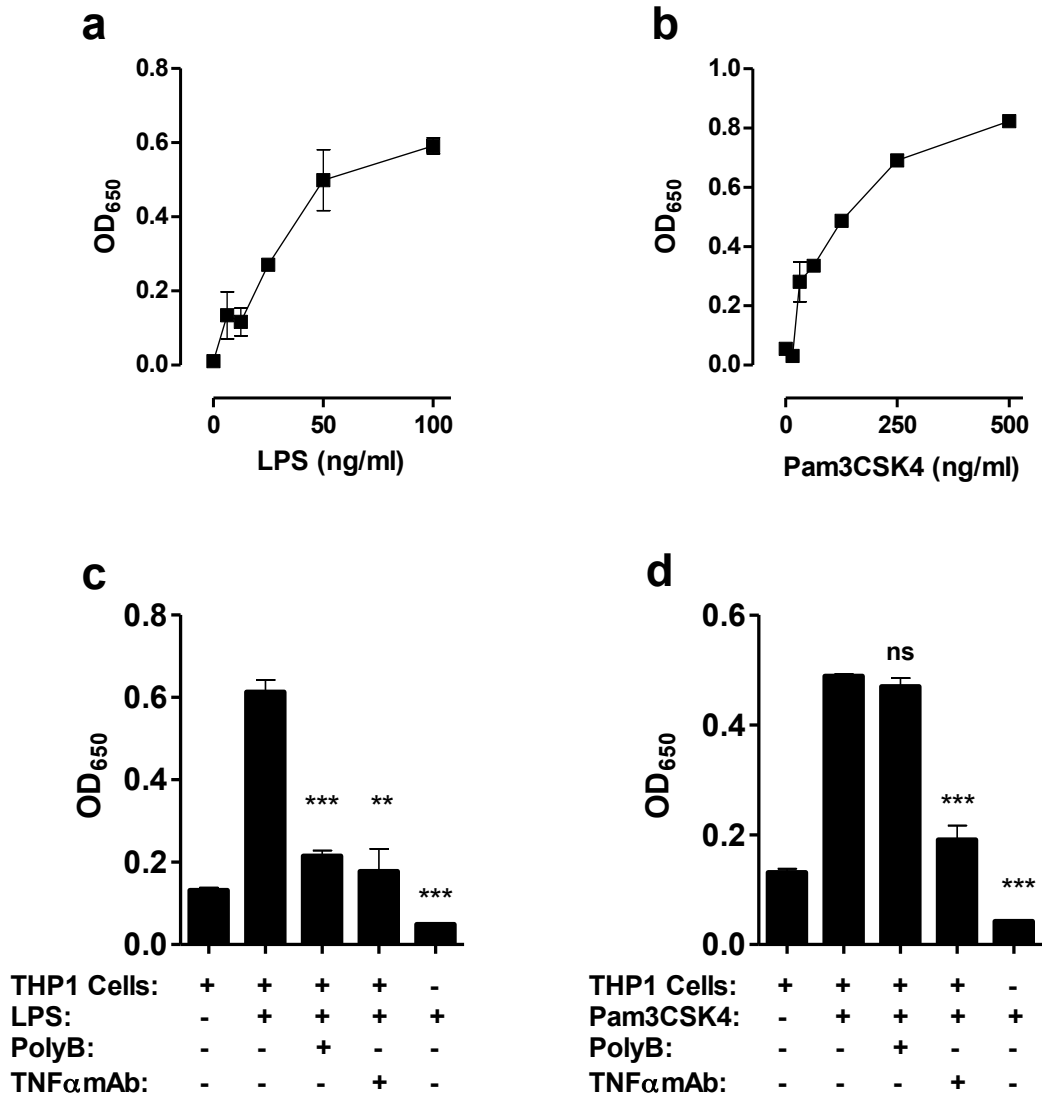 a
0.8
0.6
0.4
0.2
0.0
OD650
0 50 100
LPS (ng/ml)
b
1.0
0.8
0.6
0.4
0.2
0.0
OD650
0 250 500
Pam3CSK4 (ng/ml)
c
0.8
0.6
0.4
0.2
0.0
OD650
*** ** ***
THP1 Cells: + + + + -
LPS: - + + + +
PolyB: - - + - -
TNFαmAb: - - - + -
d
0.6
0.4
0.2
0.0
OD650
ns *** ***
THP1 Cells: + + + + -
Pam3CSK4: - + + + +
PolyB: - - + - -
TNFαmAb: - - - + -